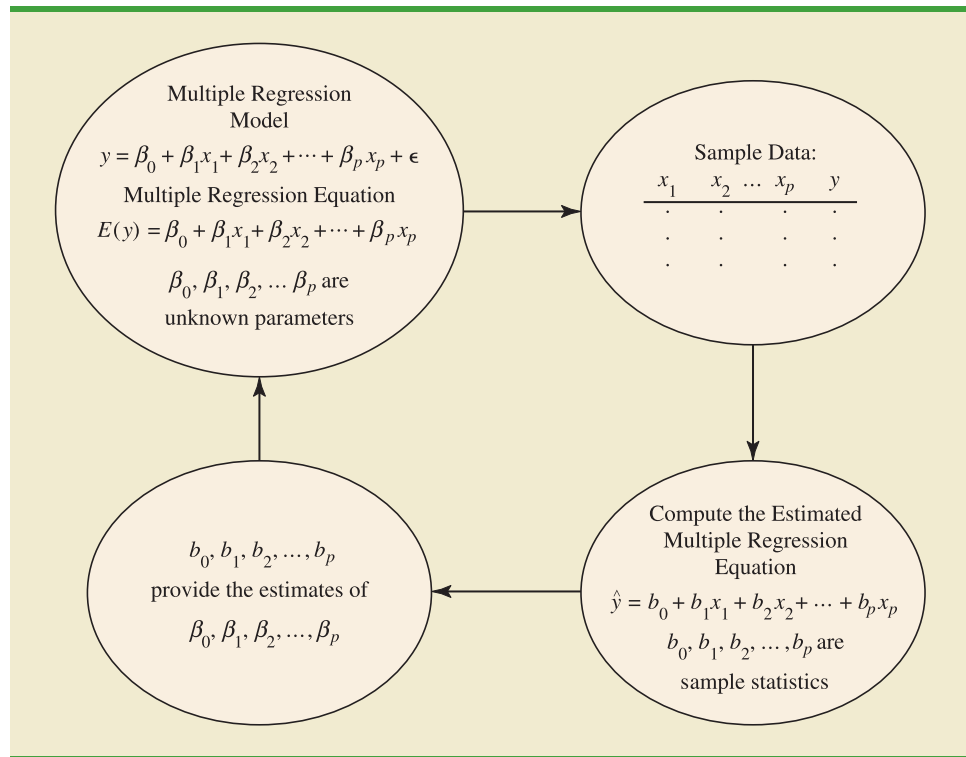 Multiple Regression
Model
y = β₀ + β₁x₁ + β₂x₂ + ⋯ + βₚxₚ + ϵ
Multiple Regression Equation
E(y) = β₀ + β₁x₁ + β₂x₂ + ⋯ + βₚxₚ
β₀, β₁, β₂, … βₚ are
unknown parameters
Sample Data:
x₁ x₂ … xₚ y
. . . .
. . . .
. . . .
Compute the Estimated
Multiple Regression
Equation
ŷ = b₀ + b₁x₁ + b₂x₂ + ⋯ + bₚxₚ
b₀, b₁, b₂, … , bₚ are
sample statistics
b₀, b₁, b₂, … , bₚ
provide the estimates of
β₀, β₁, β₂, … , βₚ